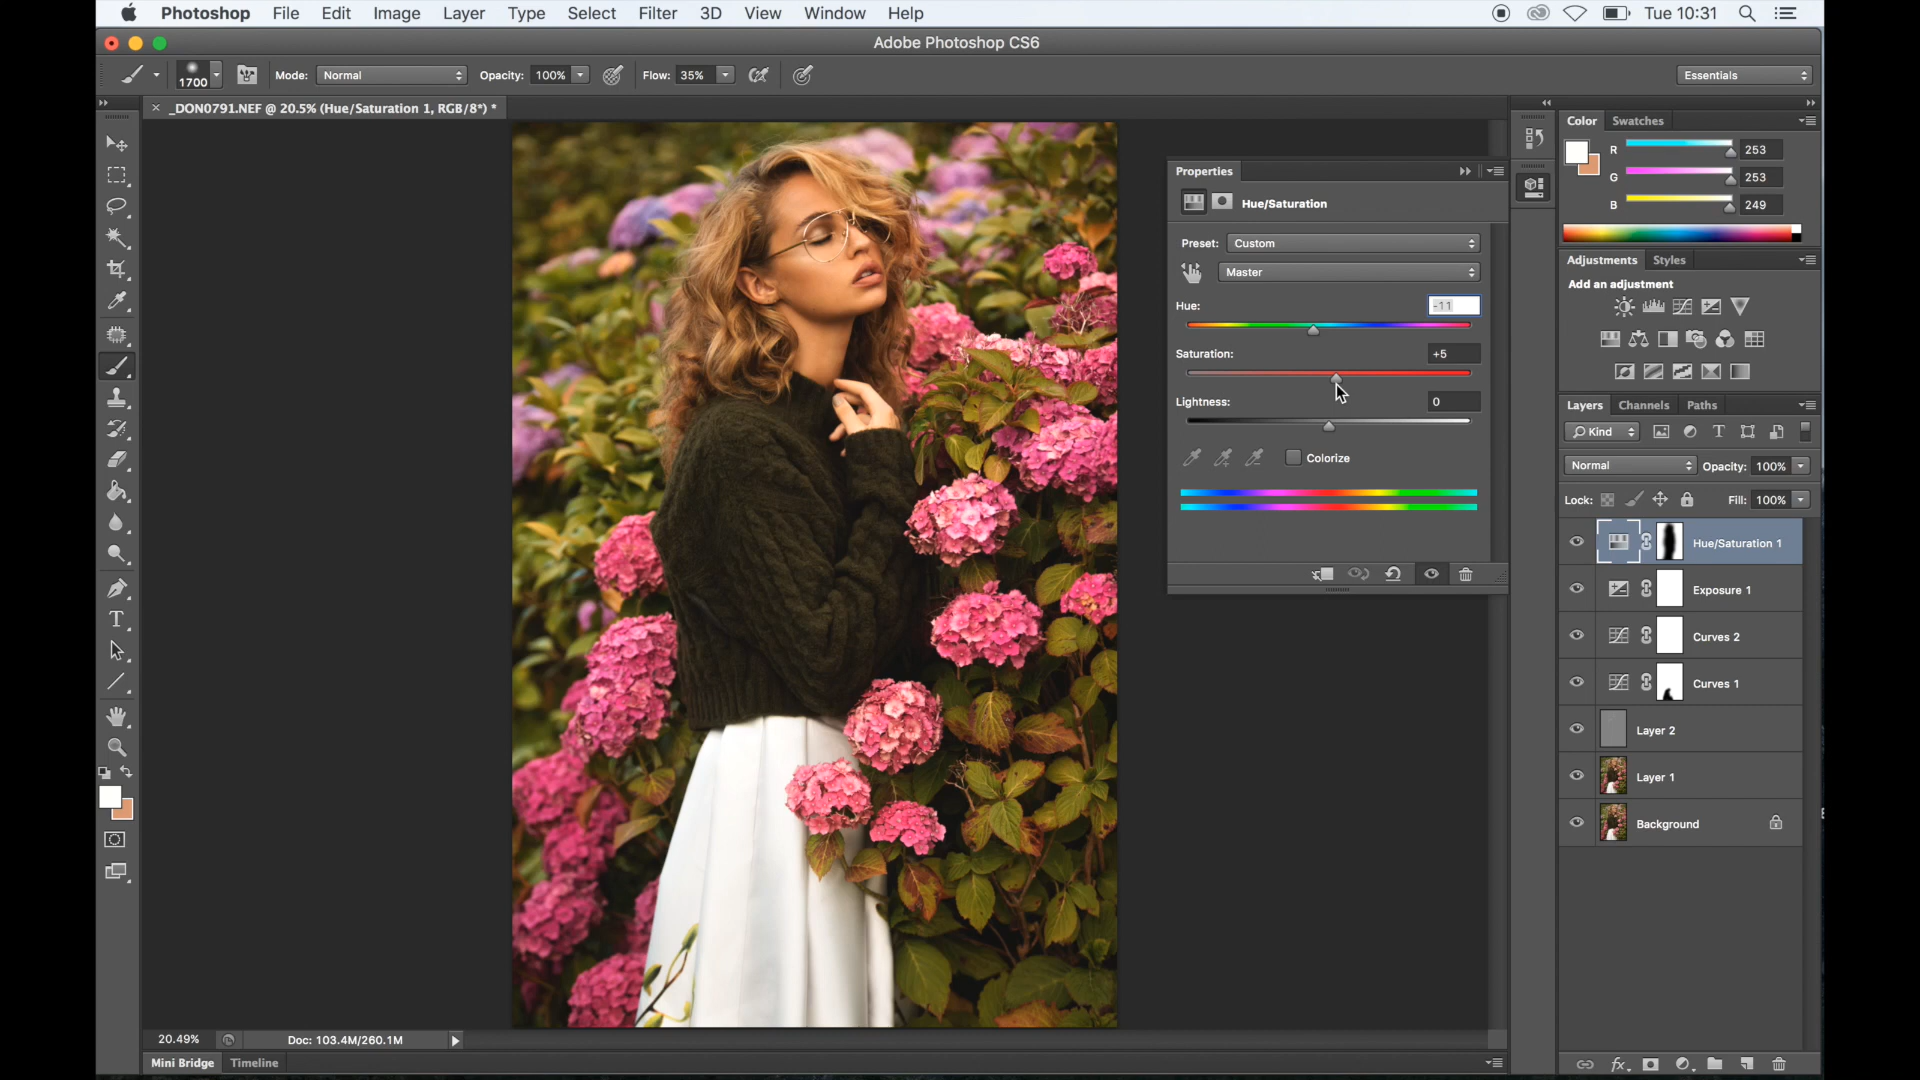 Photoshop File Edit Image Layer Type Select Filter 3D View Window Help Tue 10:31
Adobe Photoshop CS6
1700 Mode: Normal Opacity: 100% Flow: 35% Essentials
_DON0791.NEF @ 20.5% (Hue/Saturation 1, RGB/8*) *
Color Swatches
R 253
G 253
B 249
Properties
Hue/Saturation
Preset: Custom
Master
Hue: -11
Saturation: +5
Lightness: 0
Colorize
Adjustments Styles
Add an adjustment
Layers Channels Paths
Kind
Normal Opacity: 100%
Lock: Fill: 100%
Hue/Saturation 1
Exposure 1
Curves 2
Curves 1
Layer 2
Layer 1
Background
20.49% Doc: 103.4M/260.1M
Mini Bridge Timeline